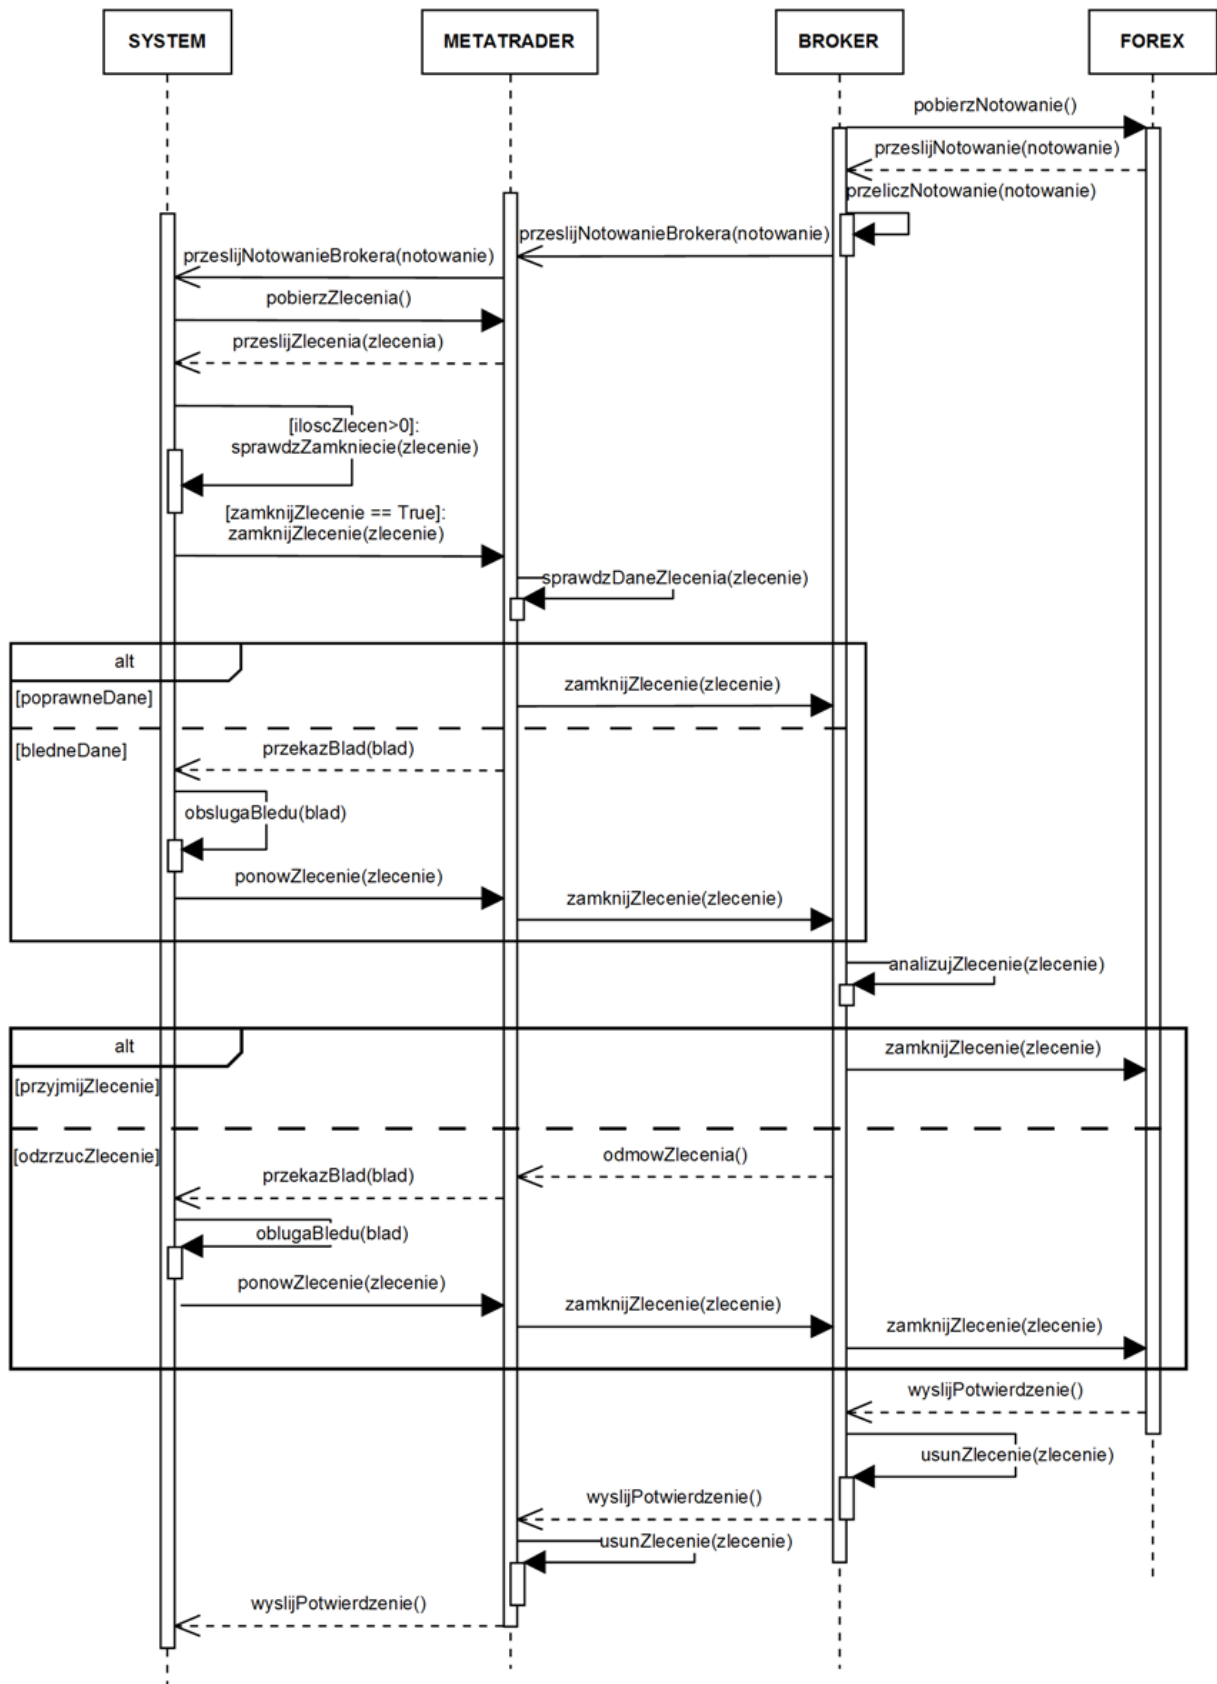 SYSTEM
METATRADER
BROKER
FOREX
pobierzNotowanie()
przeslijNotowanie(notowanie)
przeliczNotowanie(notowanie)
przeslijNotowanieBrokera(notowanie)
przeslijNotowanieBrokera(notowanie)
pobierzZlecenia()
przeslijZlecenia(zlecenia)
[iloscZlecen>0]:
sprawdzZamkniecie(zlecenie)
[zamknijZlecenie == True]:
zamknijZlecenie(zlecenie)
sprawdzDaneZlecenia(zlecenie)
alt
zamknijZlecenie(zlecenie)
[poprawneDane]
[bledneDane]
przekazBlad(blad)
obslugaBledu(blad)
ponowZlecenie(zlecenie)
zamknijZlecenie(zlecenie)
analizujZlecenie(zlecenie)
alt
zamknijZlecenie(zlecenie)
[przyjmijZlecenie]
[odzrzucZlecenie]
odmowZlecenia()
przekazBlad(blad)
oblugaBledu(blad)
ponowZlecenie(zlecenie)
zamknijZlecenie(zlecenie)
zamknijZlecenie(zlecenie)
wyslijPotwierdzenie()
usunZlecenie(zlecenie)
wyslijPotwierdzenie()
usunZlecenie(zlecenie)
wyslijPotwierdzenie()